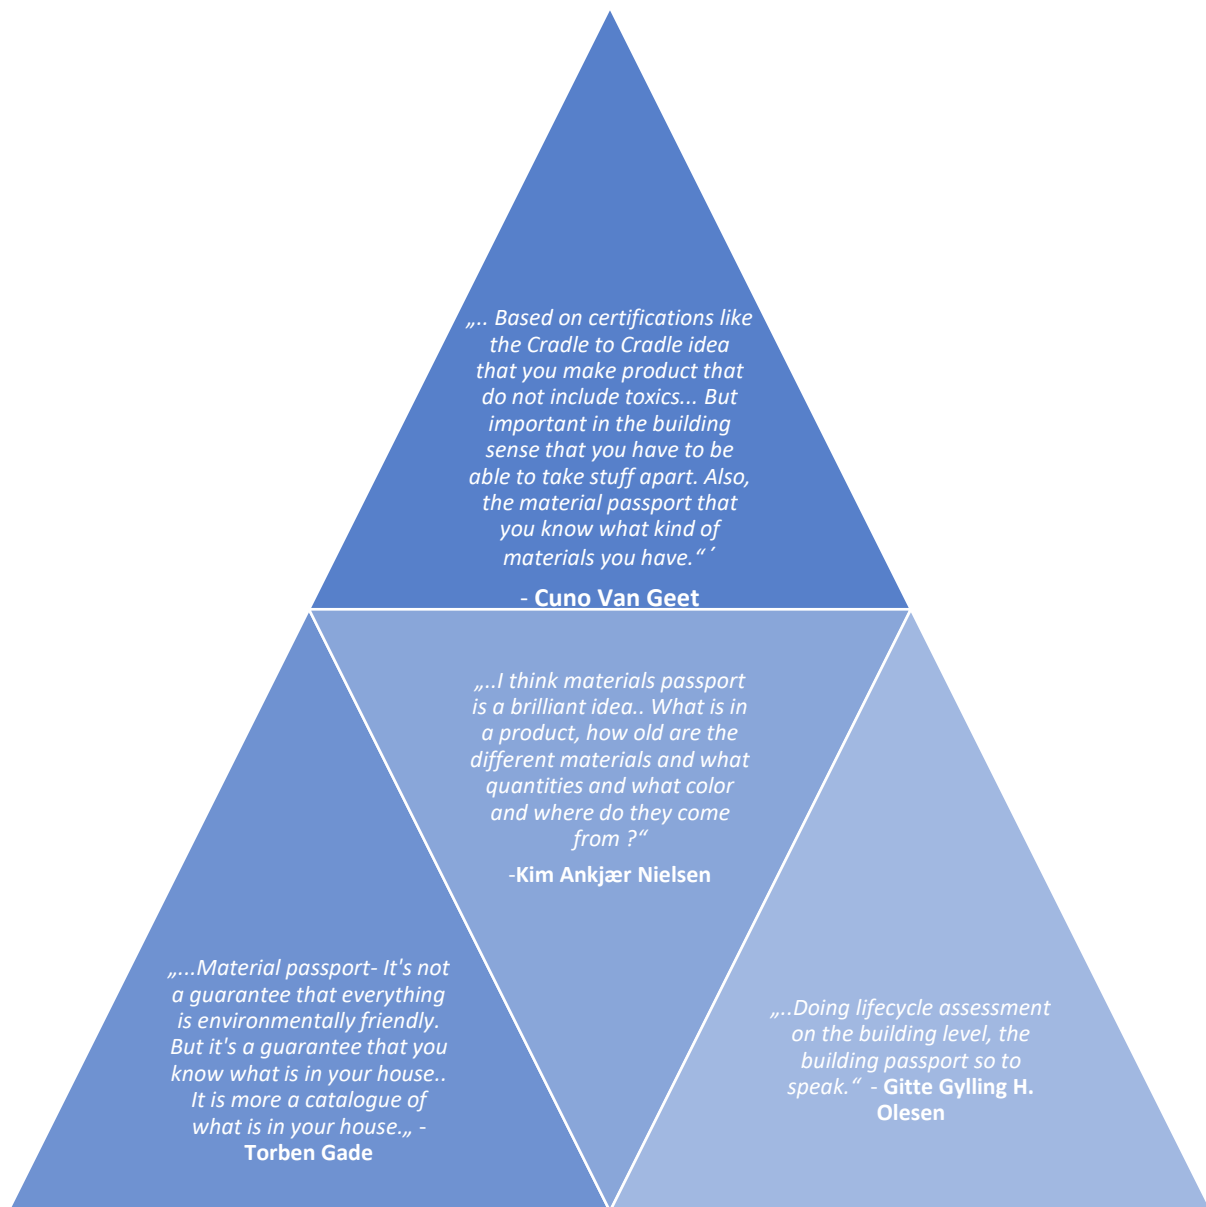 „.. Based on certifications like
the Cradle to Cradle idea
that you make product that
do not include toxics... But
important in the building
sense that you have to be
able to take stuff apart. Also,
the material passport that
you know what kind of
materials you have.“ ´
- Cuno Van Geet
„..I think materials passport
is a brilliant idea.. What is in
a product, how old are the
different materials and what
quantities and what color
and where do they come
from ?“
-Kim Ankjær Nielsen
„...Material passport- It's not
a guarantee that everything
is environmentally friendly.
But it's a guarantee that you
know what is in your house..
It is more a catalogue of
what is in your house.„ -
Torben Gade
„..Doing lifecycle assessment
on the building level, the
building passport so to
speak.“ - Gitte Gylling H.
Olesen